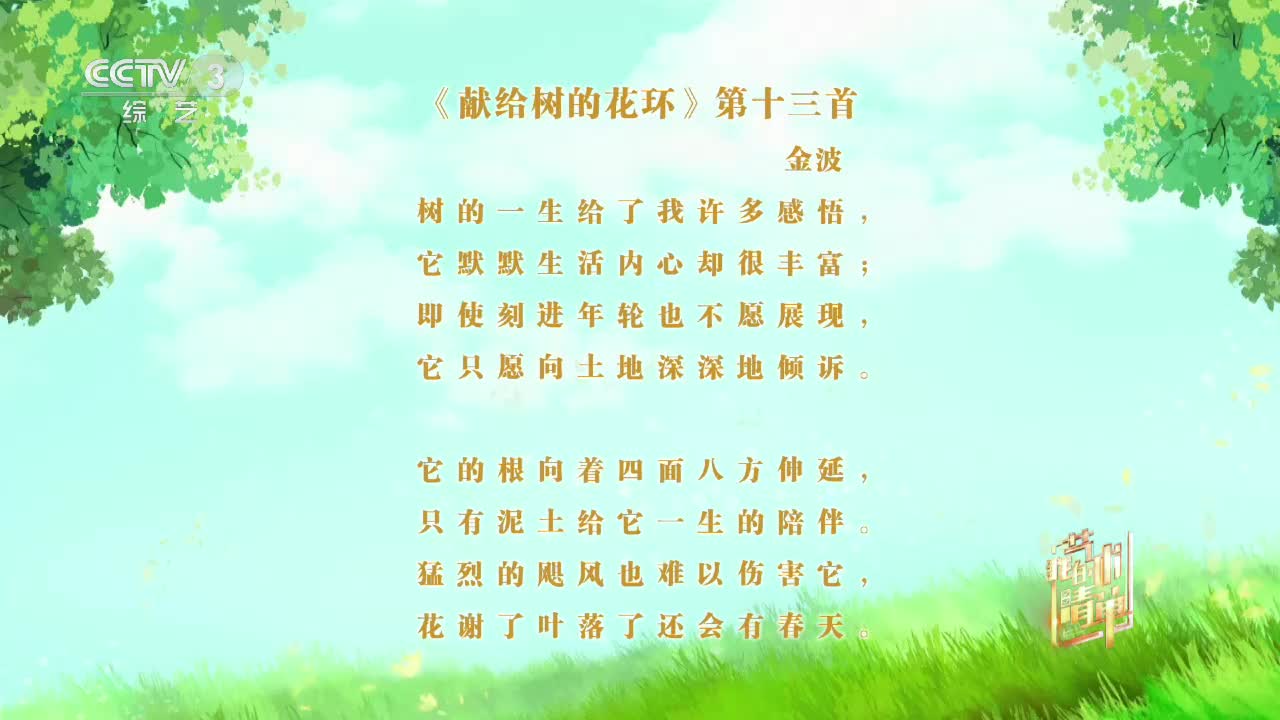 CCTV 3
综艺
《献给树的花环》第十三首
金波
树的一生给了我许多感悟，
它默默生活内心却很丰富；
即使刻进年轮也不愿展现，
它只愿向土地深深地倾诉。
它的根向着四面八方伸延，
只有泥土给它一生的陪伴。
猛烈的飓风也难以伤害它，
花谢了叶落了还会有春天。